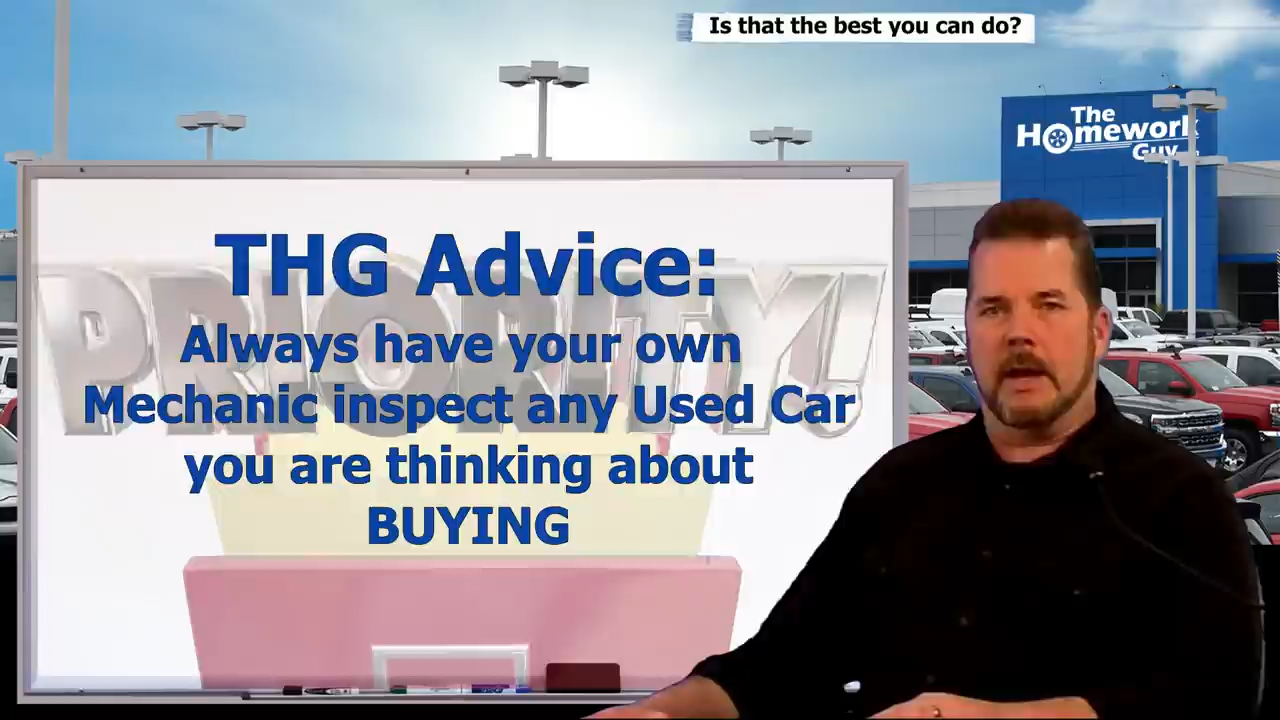 Is that the best you can do?
The
Homework
Guy
THG Advice:
PRIORITY!
Always have your own
Mechanic inspect any Used Car
you are thinking about
BUYING